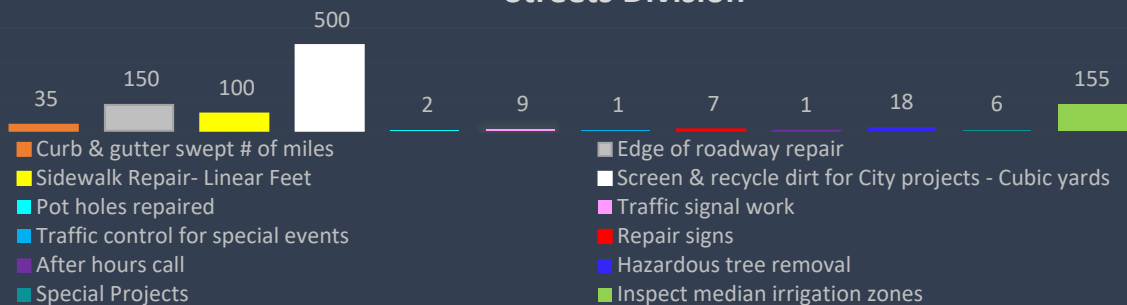 Streets Division
500
150
155
100
35
2
9
1
7
1
18
6
Curb & gutter swept # of miles
Edge of roadway repair
Sidewalk Repair- Linear Feet
Screen & recycle dirt for City projects - Cubic yards
Pot holes repaired
Traffic signal work
Traffic control for special events
Repair signs
After hours call
Hazardous tree removal
Special Projects
Inspect median irrigation zones